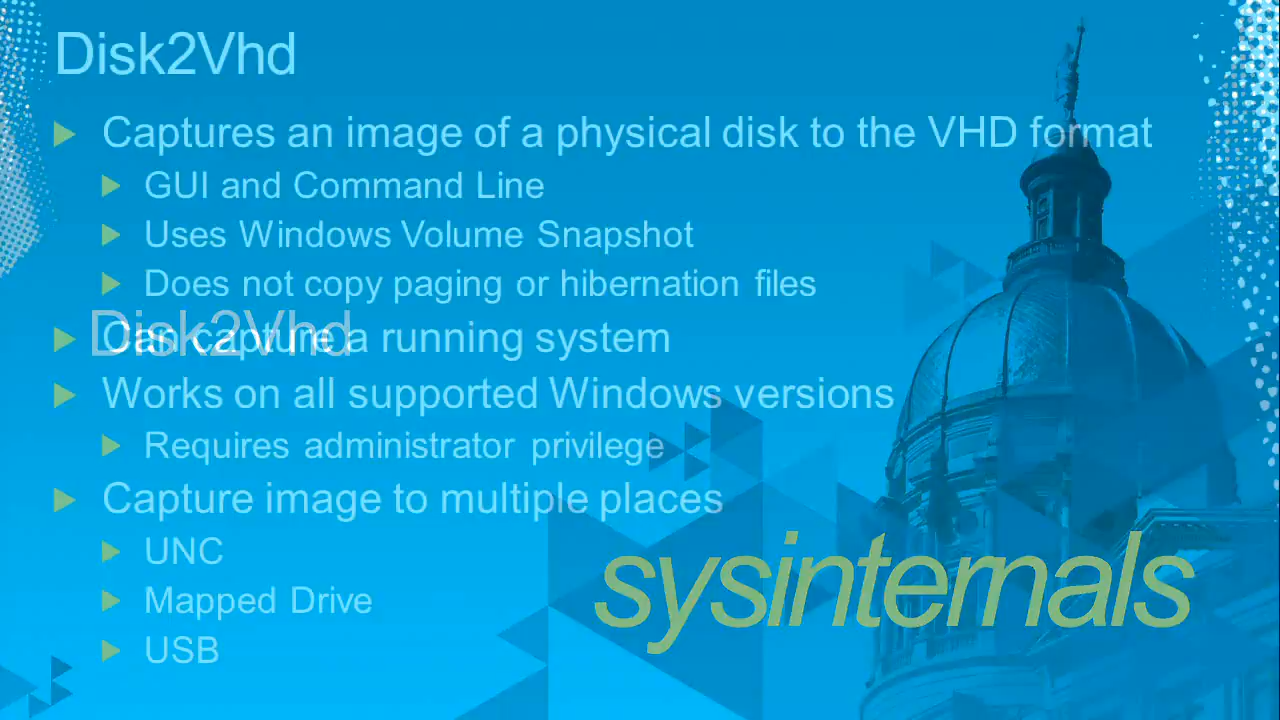 Disk2Vhd
Captures an image of a physical disk to the VHD format
GUI and Command Line
Uses Windows Volume Snapshot
Does not copy paging or hibernation files
Disk2Vhd
Can capture a running system
Works on all supported Windows versions
Requires administrator privilege
Capture image to multiple places
UNC
Mapped Drive
USB
sysinternals